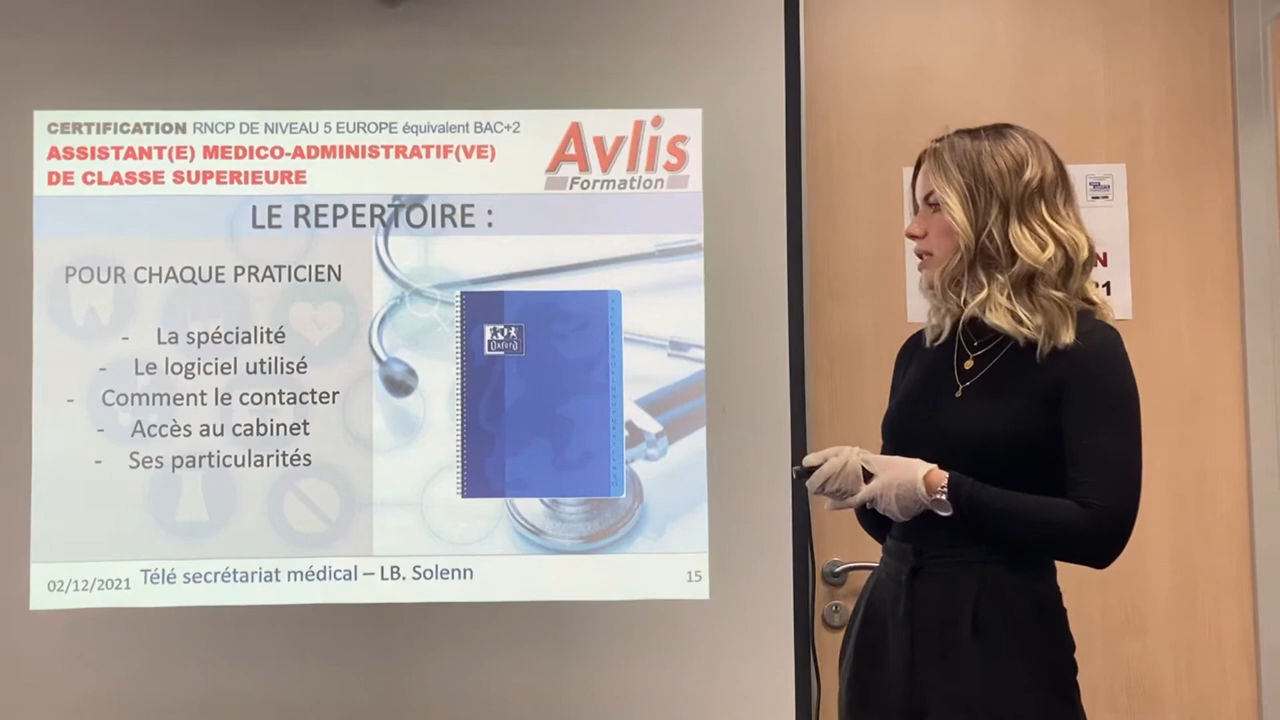 CERTIFICATION RNCP DE NIVEAU 5 EUROPE équivalent BAC+2
ASSISTANT(E) MEDICO-ADMINISTRATIF(VE)
DE CLASSE SUPERIEURE
Avlis
Formation
LE REPERTOIRE :
POUR CHAQUE PRATICIEN
- La spécialité
- Le logiciel utilisé
- Comment le contacter
- Accès au cabinet
- Ses particularités
OxforD
02/12/2021 Télé secrétariat médical – LB. Solenn 15
N
1